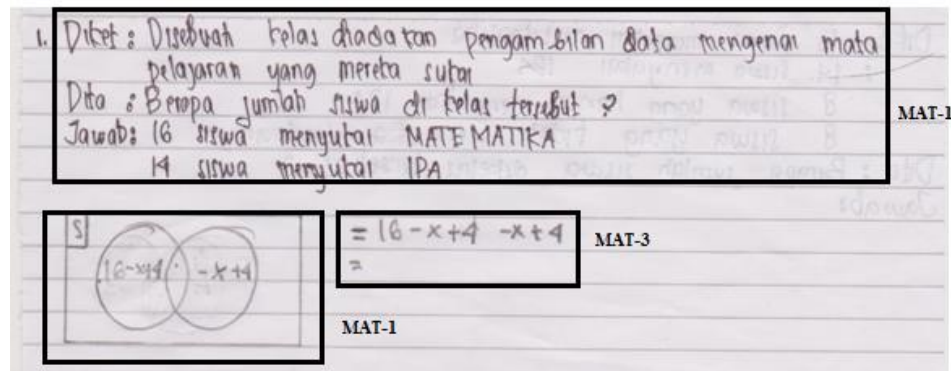 1. Diket : Disebuah kelas diadakan pengambilan data mengenai mata
pelajaran yang mereka sukai
Dita : Berapa jumlah siswa di kelas tersebut ?
Jawab: 16 siswa menyukai MATEMATIKA
14 siswa menyukai IPA
MAT-1
S
16-x+4 -x+4
= 16-x+4 -x+4
=
MAT-3
MAT-1